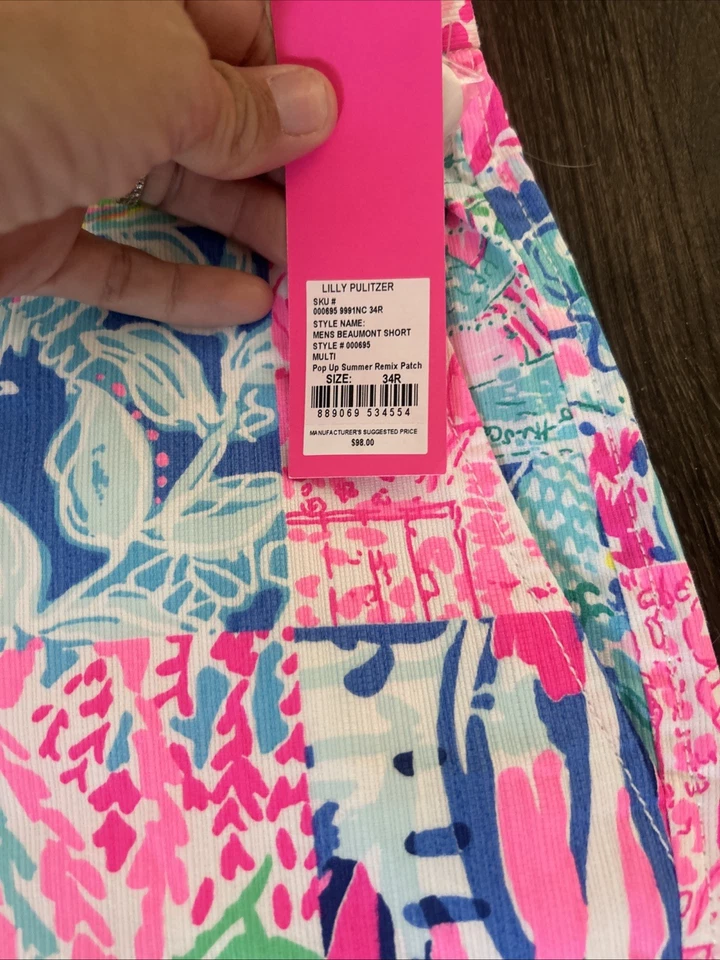 LILLY PULITZER
SKU #
000695 9991NC 34R
STYLE NAME:
MENS BEAUMONT SHORT
STYLE # 000695
MULTI
Pop Up Summer Remix Patch
SIZE: 34R
889069 534554
MANUFACTURER'S SUGGESTED PRICE
$98.00